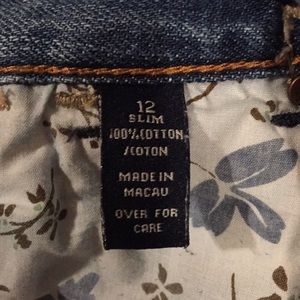 12
SLIM
100% COTTON
/COTON
MADE IN
MACAU
OVER FOR
CARE